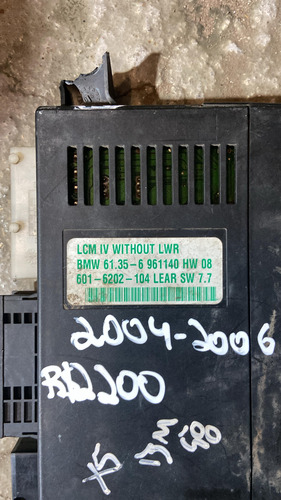 LCM IV WITHOUT LWR
BMW 61.35-6 961140 HW 08
601-6202-104 LEAR SW 7.7
2004-2006
X5